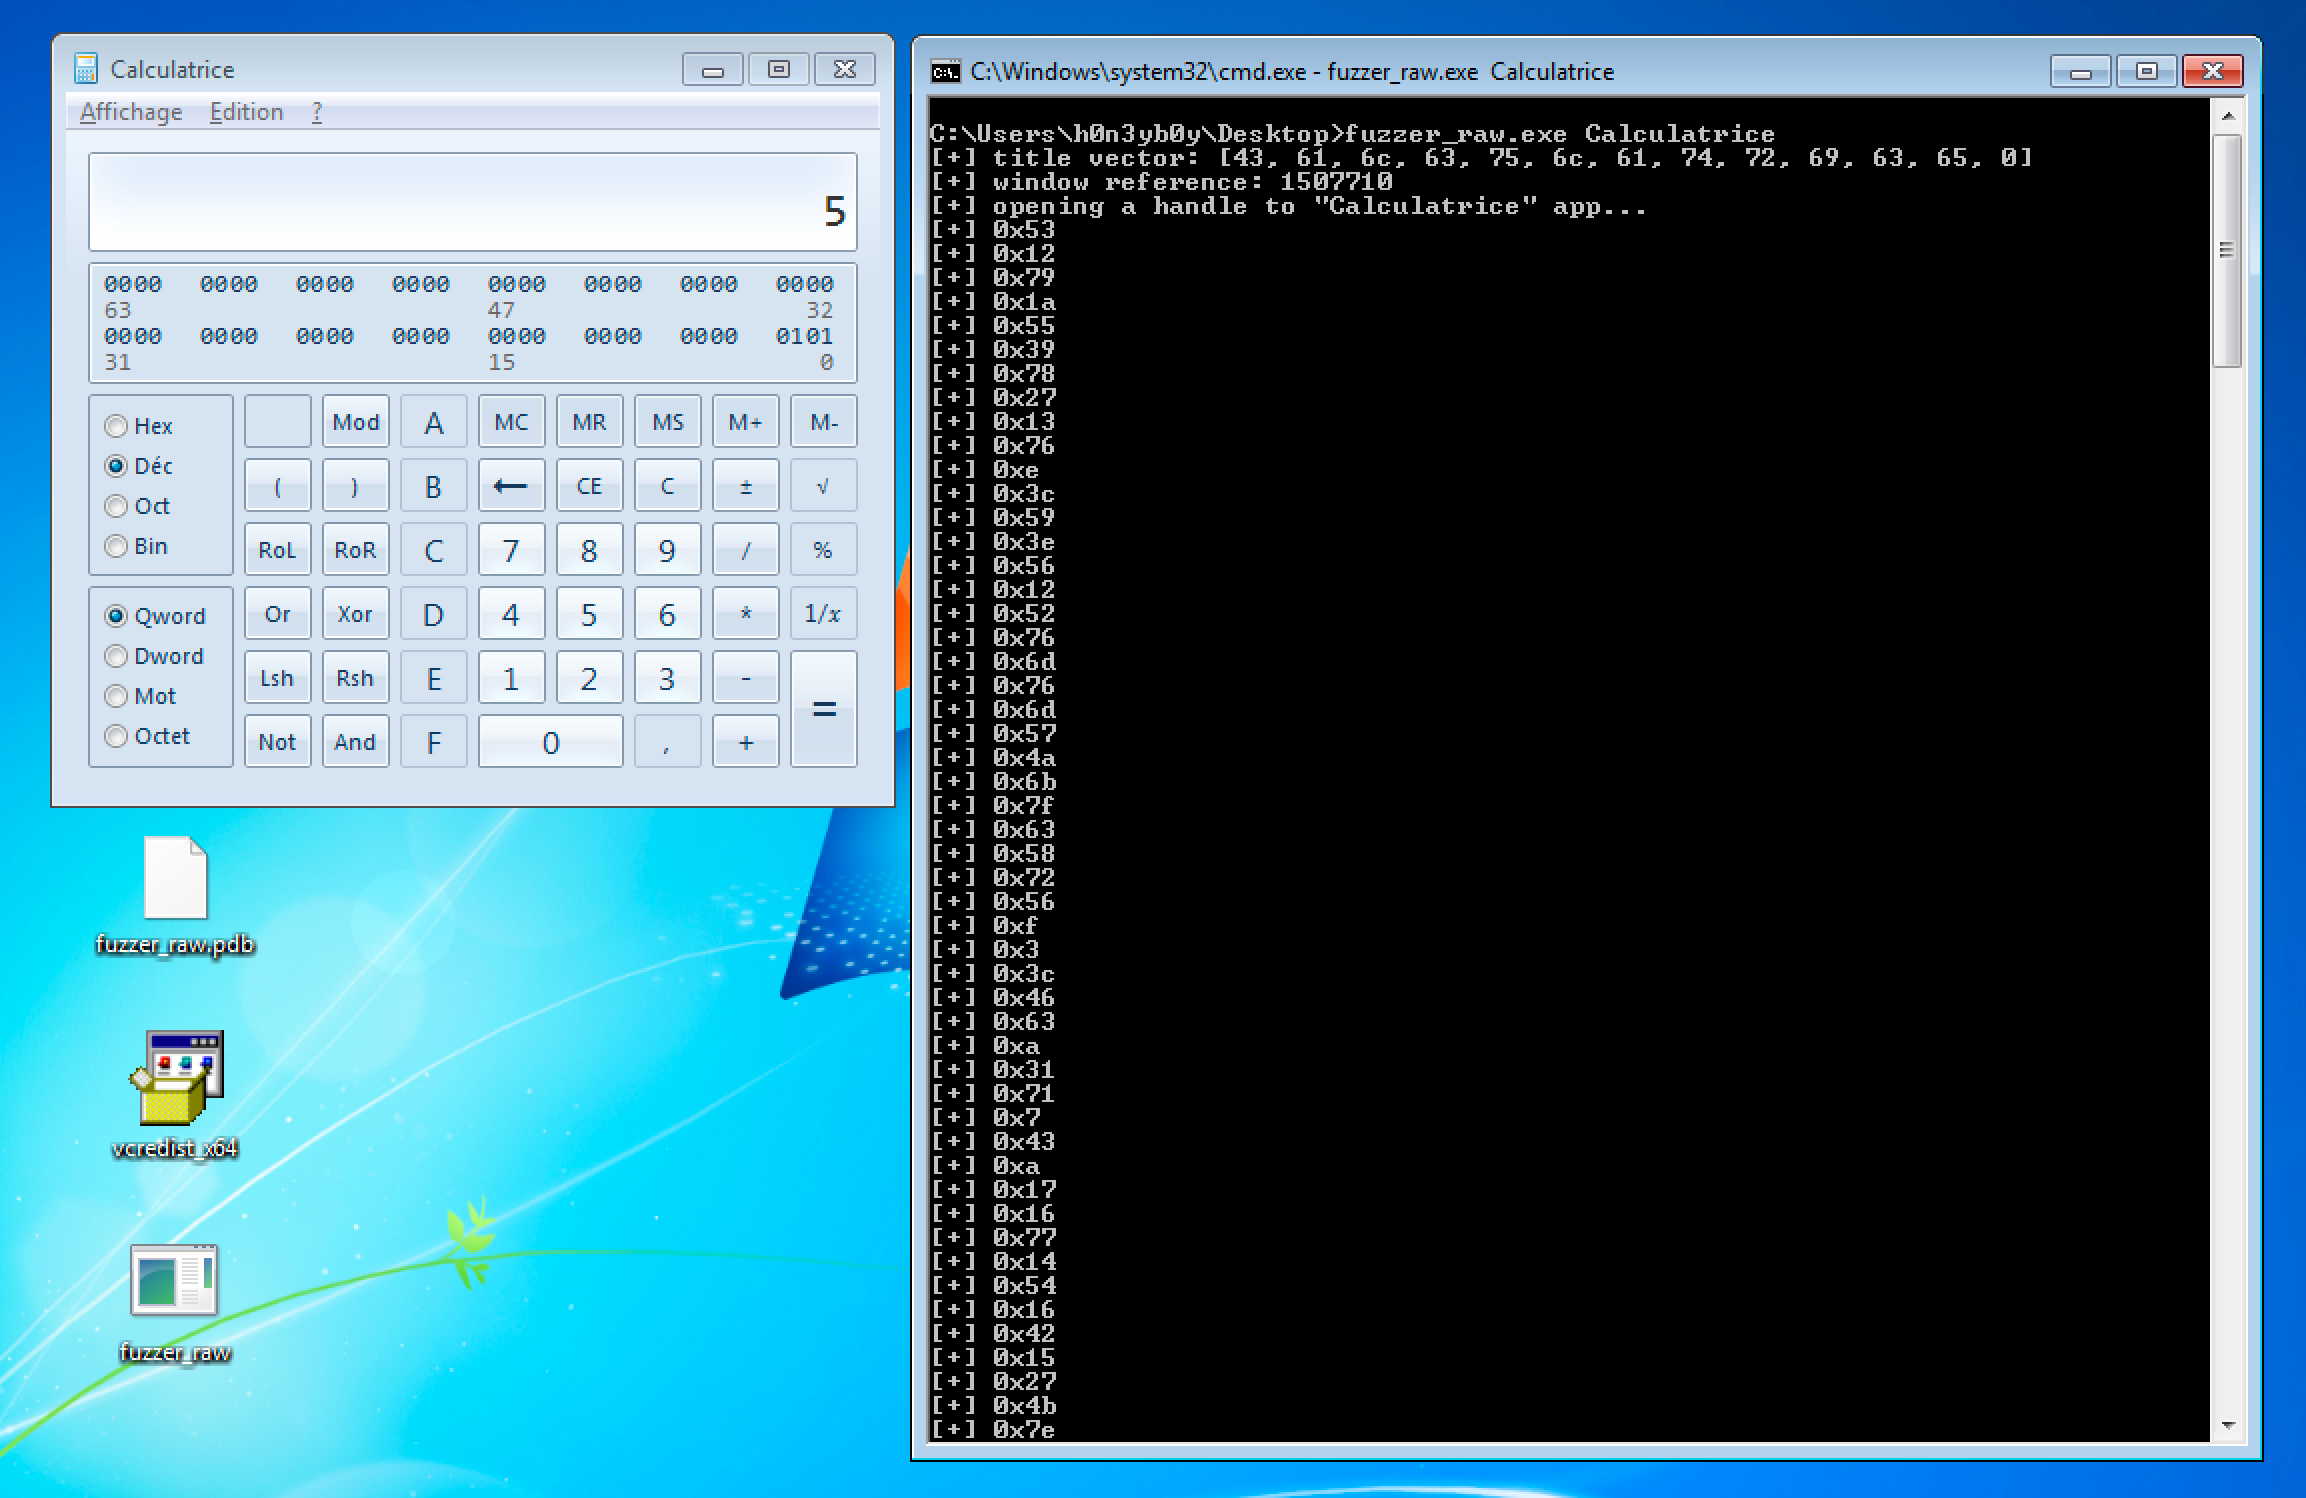 Calculatrice
Affichage Edition ?
5
0000 0000 0000 0000 0000 0000 0000 0000
63 47 32
0000 0000 0000 0000 0000 0000 0000 0101
31 15 0
Hex
Déc
Oct
Bin
Qword
Dword
Mot
Octet
Mod A MC MR MS M+ M-
( ) B ← CE C ± √
RoL RoR C 7 8 9 / %
Or Xor D 4 5 6 * 1/x
Lsh Rsh E 1 2 3 - =
Not And F 0 , +
fuzzer_raw.pdb
vcredist_x64
fuzzer_raw
C:\Windows\system32\cmd.exe - fuzzer_raw.exe Calculatrice
C:\Users\h0n3yb0y\Desktop>fuzzer_raw.exe Calculatrice
[+] title vector: [43, 61, 6c, 63, 75, 6c, 61, 74, 72, 69, 63, 65, 0]
[+] window reference: 1507710
[+] opening a handle to "Calculatrice" app...
[+] 0x53
[+] 0x12
[+] 0x79
[+] 0x1a
[+] 0x55
[+] 0x39
[+] 0x78
[+] 0x27
[+] 0x13
[+] 0x76
[+] 0xe
[+] 0x3c
[+] 0x59
[+] 0x3e
[+] 0x56
[+] 0x12
[+] 0x52
[+] 0x76
[+] 0x6d
[+] 0x76
[+] 0x6d
[+] 0x57
[+] 0x4a
[+] 0x6b
[+] 0x7f
[+] 0x63
[+] 0x58
[+] 0x72
[+] 0x56
[+] 0xf
[+] 0x3
[+] 0x3c
[+] 0x46
[+] 0x63
[+] 0xa
[+] 0x31
[+] 0x71
[+] 0x7
[+] 0x43
[+] 0xa
[+] 0x17
[+] 0x16
[+] 0x77
[+] 0x14
[+] 0x54
[+] 0x16
[+] 0x42
[+] 0x15
[+] 0x27
[+] 0x4b
[+] 0x7e